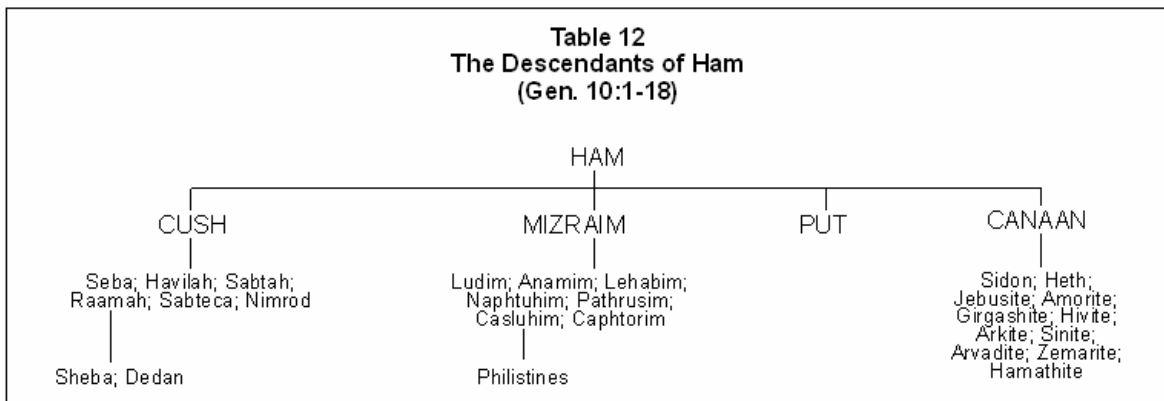 Table 12
The Descendants of Ham
(Gen. 10:1-18)
HAM
CUSH
MIZRAIM
PUT
CANAAN
Seba; Havilah; Sabtah;
Raamah; Sabteca; Nimrod
Sheba; Dedan
Ludim; Anamim; Lehabim;
Naphtuhim; Pathrusim;
Casluhim; Caphtorim
Philistines
Sidon; Heth;
Jebusite; Amorite;
Girgashite; Hivite;
Arkite; Sinite;
Arvadite; Zemarite;
Hamathite